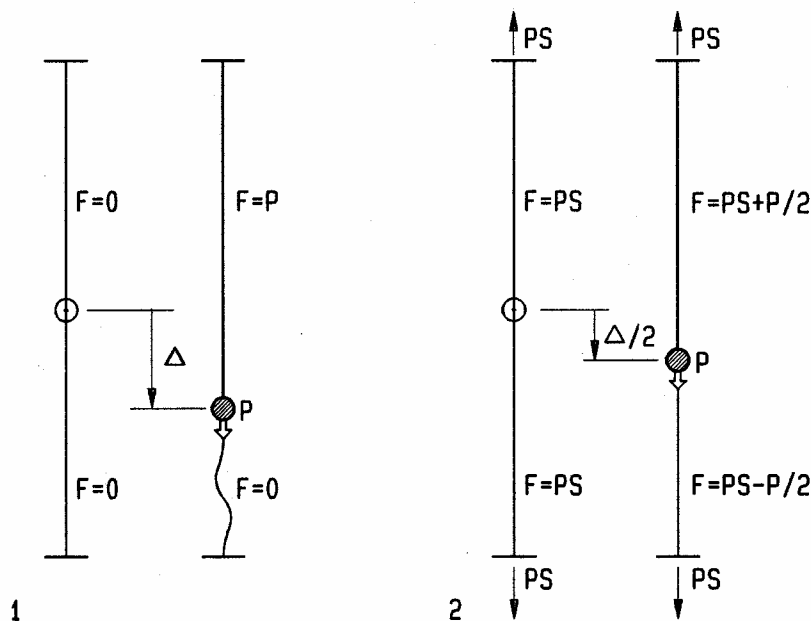 PS
PS
F=0
F=P
F=PS
F=PS+P/2
Δ
Δ/2
P
P
F=0
F=0
F=PS
F=PS-P/2
PS
PS
1
2